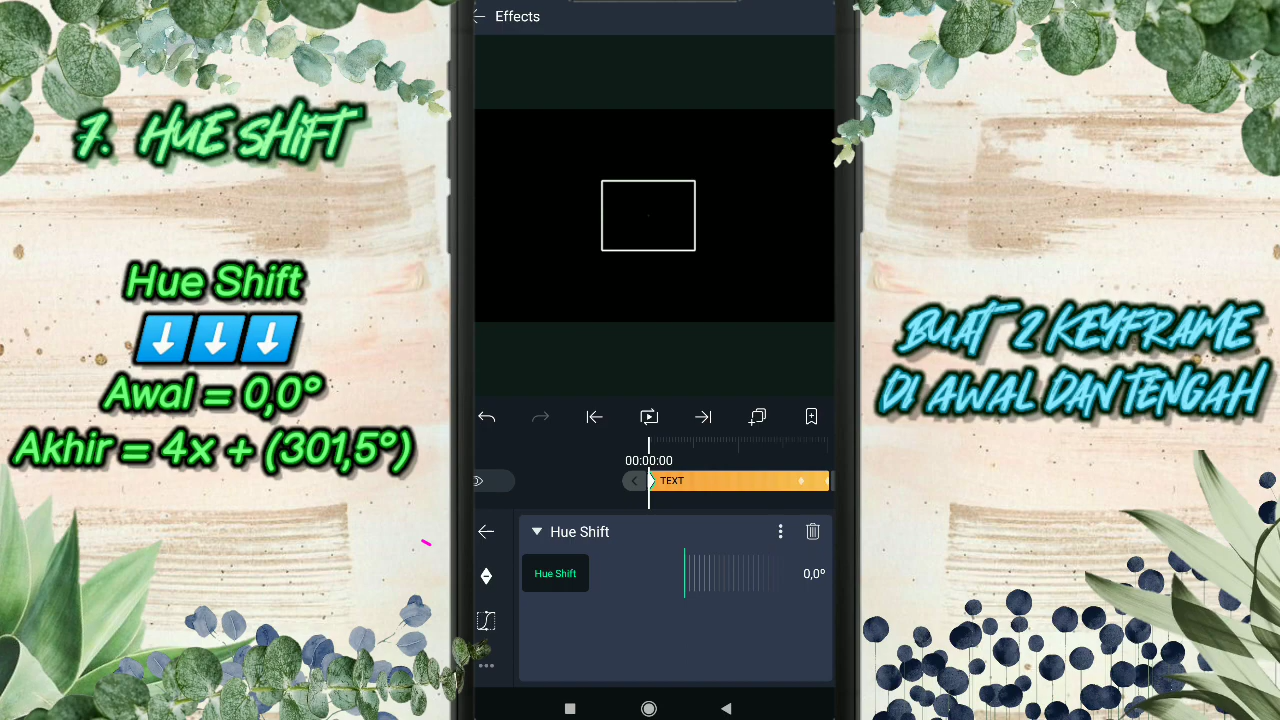 Effects
7. HUE SHIFT
Hue Shift
Awal = 0,0°
Akhir = 4x + (301,5°)
BUAT 2 KEYFRAME
DI AWAL DAN TENGAH
00:00:00
TEXT
Hue Shift
Hue Shift
0,0°